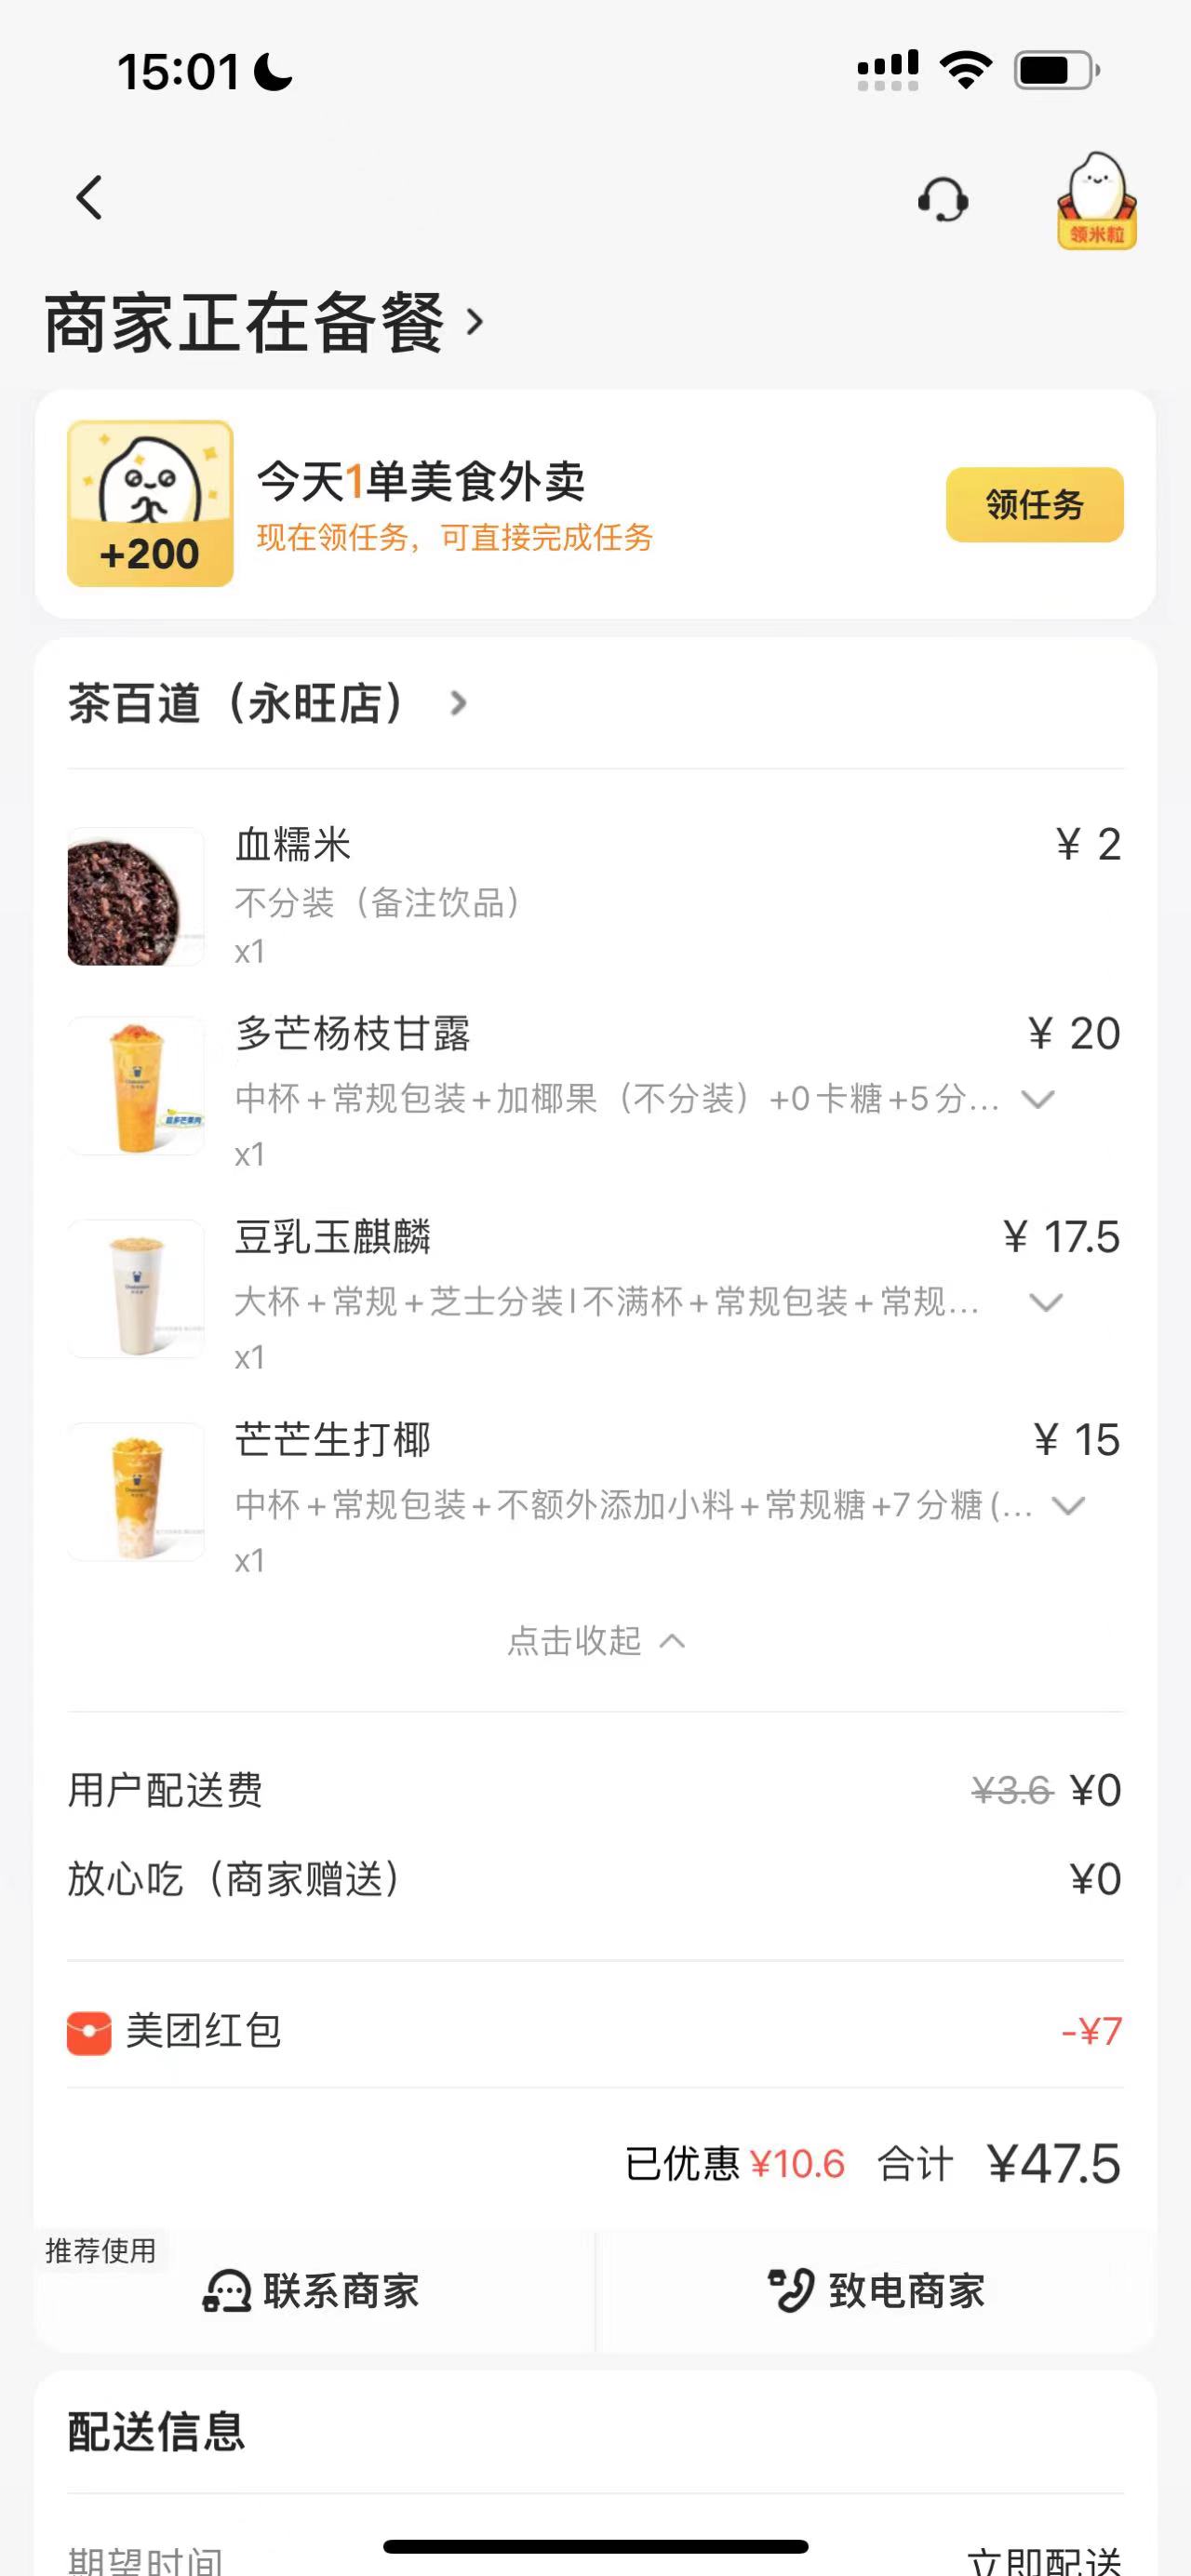 15:01
领米粒
商家正在备餐
今天1单美食外卖
现在领任务，可直接完成任务
+200
领任务
茶百道（永旺店）
血糯米
¥ 2
不分装（备注饮品）
x1
多芒杨枝甘露
¥ 20
中杯+常规包装+加椰果（不分装）+0卡糖+5分...
x1
豆乳玉麒麟
¥ 17.5
大杯+常规+芝士分装|不满杯+常规包装+常规...
x1
芒芒生打椰
¥ 15
中杯+常规包装+不额外添加小料+常规糖+7分糖(...
x1
点击收起
用户配送费
¥3.6 ¥0
放心吃（商家赠送）
¥0
美团红包
-¥7
已优惠 ¥10.6 合计 ¥47.5
推荐使用
联系商家
致电商家
配送信息
期望时间
立即配送